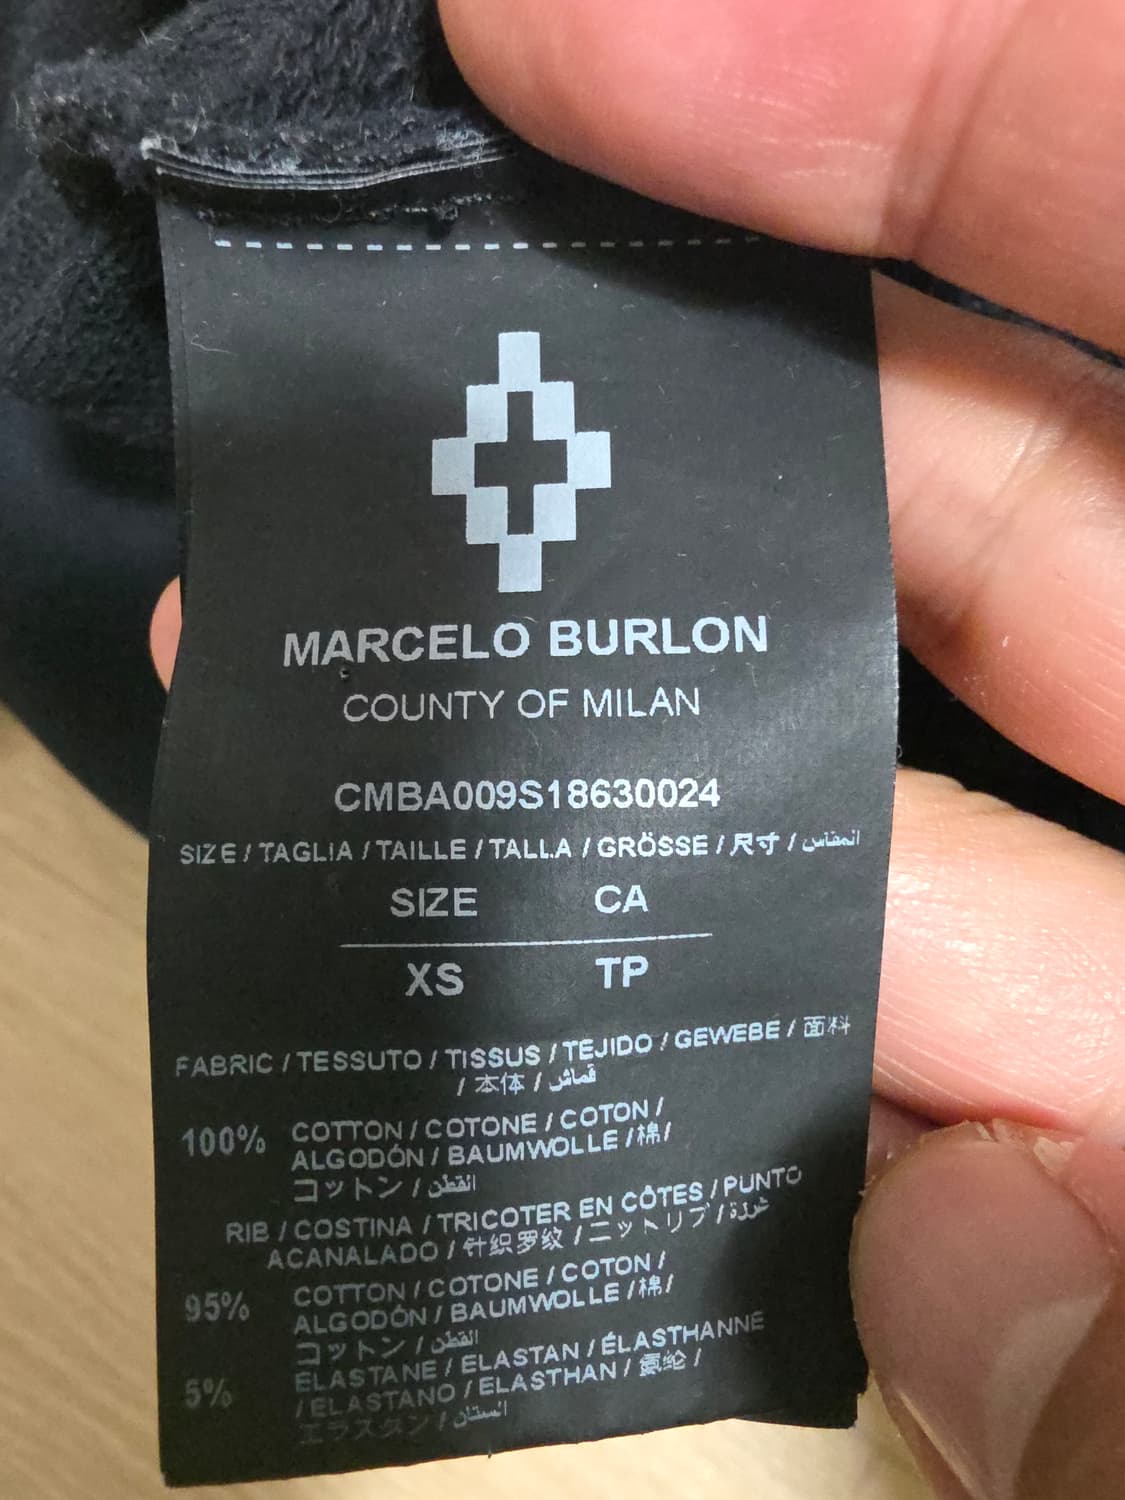 MARCELO BURLON
COUNTY OF MILAN
CMBA009S18630024
SIZE / TAGLIA / TAILLE / TALLA / GRÖSSE / 尺寸 / المقاس
SIZE CA
XS TP
FABRIC / TESSUTO / TISSUS / TEJIDO / GEWEBE / 面料
/ 本体 / قماش
100% COTTON / COTONE / COTON /
ALGODÓN / BAUMWOLLE / 棉 /
コットン / القطن
RIB / COSTINA / TRICOTER EN CÔTES / PUNTO
ACANALADO / 针织罗纹 / ニットリブ /
95% COTTON / COTONE / COTON /
ALGODÓN / BAUMWOLLE / 棉 /
コットン / القطن
5% ELASTANE / ELASTAN / ÉLASTHANNE
/ ELASTANO / ELASTHAN / 氨纶 /
エラスタン /